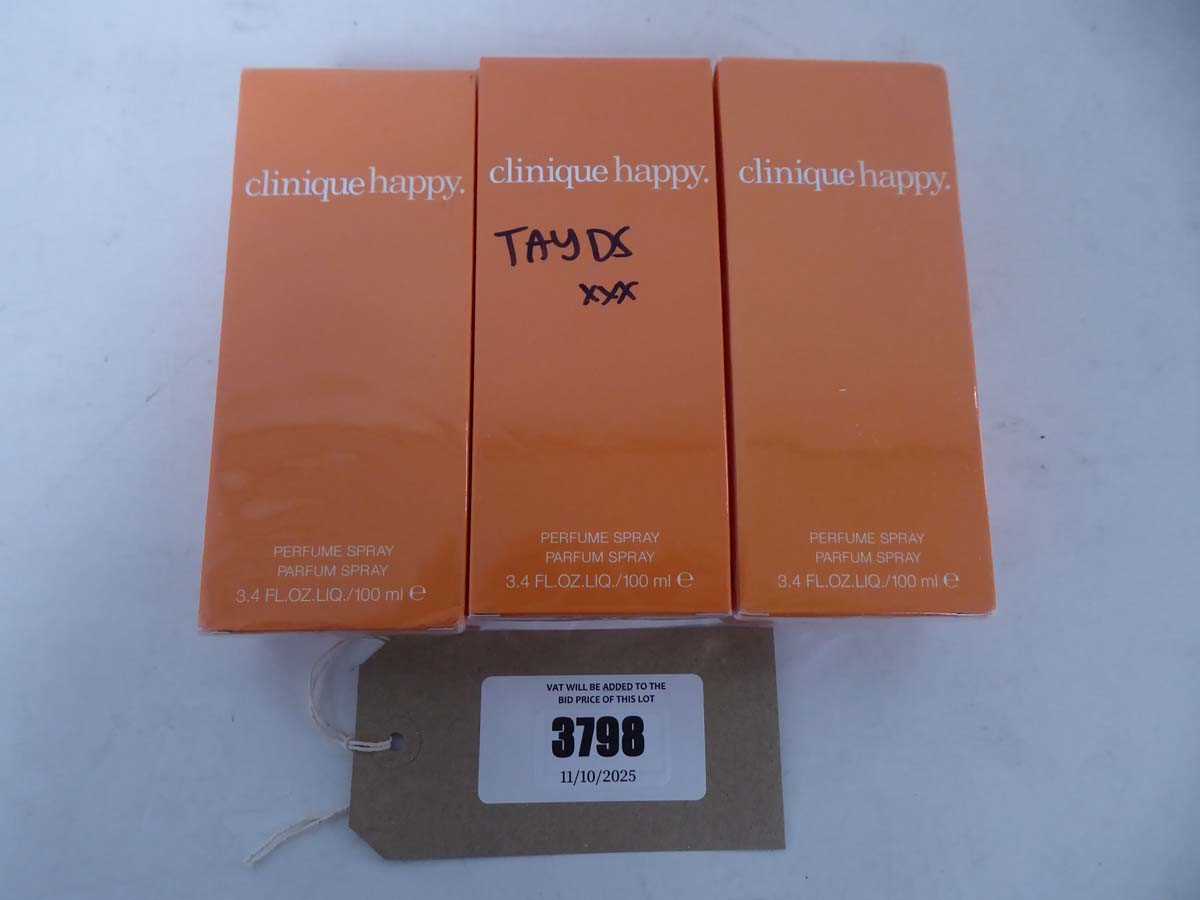 clinique happy.
PERFUME SPRAY
PARFUM SPRAY
3.4 FL.OZ.LIQ./100 ml ℮
clinique happy.
TAYDS
xxx
PERFUME SPRAY
PARFUM SPRAY
3.4 FL.OZ.LIQ./100 ml ℮
clinique happy.
PERFUME SPRAY
PARFUM SPRAY
3.4 FL.OZ.LIQ./100 ml ℮
VAT WILL BE ADDED TO THE
BID PRICE OF THIS LOT
3798
11/10/2025